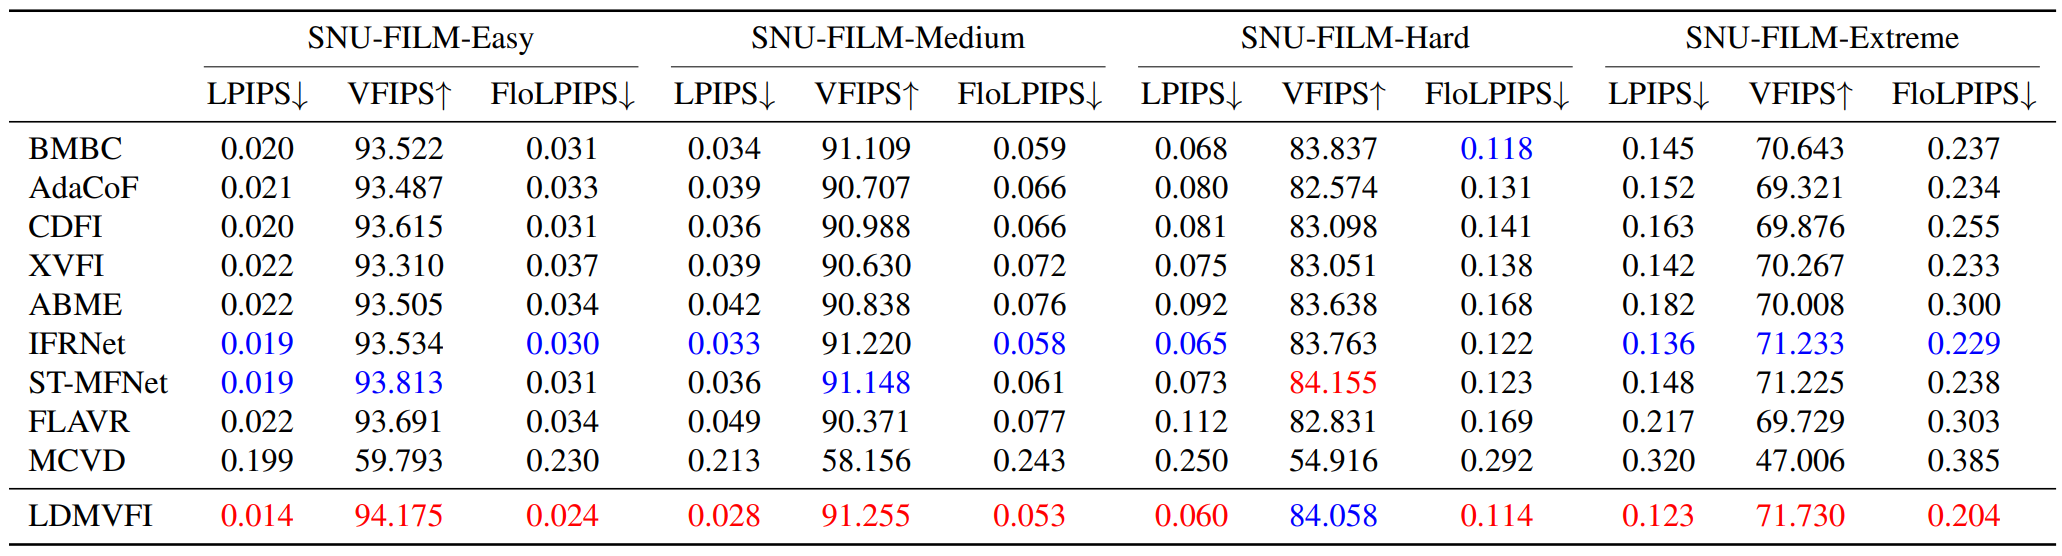 SNU-FILM-Easy SNU-FILM-Medium SNU-FILM-Hard SNU-FILM-Extreme
LPIPS↓ VFIPS↑ FloLPIPS↓ LPIPS↓ VFIPS↑ FloLPIPS↓ LPIPS↓ VFIPS↑ FloLPIPS↓ LPIPS↓ VFIPS↑ FloLPIPS↓
BMBC 0.020 93.522 0.031 0.034 91.109 0.059 0.068 83.837 0.118 0.145 70.643 0.237
AdaCoF 0.021 93.487 0.033 0.039 90.707 0.066 0.080 82.574 0.131 0.152 69.321 0.234
CDFI 0.020 93.615 0.031 0.036 90.988 0.066 0.081 83.098 0.141 0.163 69.876 0.255
XVFI 0.022 93.310 0.037 0.039 90.630 0.072 0.075 83.051 0.138 0.142 70.267 0.233
ABME 0.022 93.505 0.034 0.042 90.838 0.076 0.092 83.638 0.168 0.182 70.008 0.300
IFRNet 0.019 93.534 0.030 0.033 91.220 0.058 0.065 83.763 0.122 0.136 71.233 0.229
ST-MFNet 0.019 93.813 0.031 0.036 91.148 0.061 0.073 84.155 0.123 0.148 71.225 0.238
FLAVR 0.022 93.691 0.034 0.049 90.371 0.077 0.112 82.831 0.169 0.217 69.729 0.303
MCVD 0.199 59.793 0.230 0.213 58.156 0.243 0.250 54.916 0.292 0.320 47.006 0.385
LDMVFI 0.014 94.175 0.024 0.028 91.255 0.053 0.060 84.058 0.114 0.123 71.730 0.204